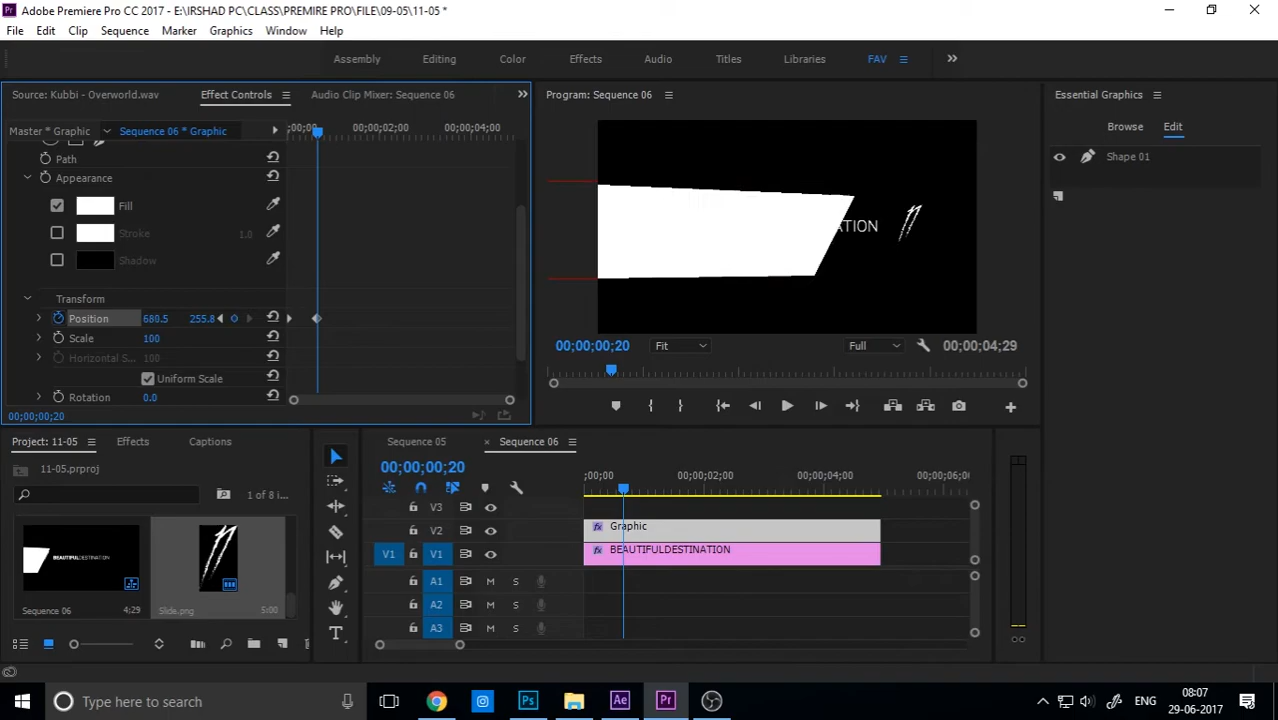 Adobe Premiere Pro CC 2017 - E:\IRSHAD PC\CLASS\PREMIRE PRO\FILE\09-05\11-05 *
File Edit Clip Sequence Marker Graphics Window Help
Assembly Editing Color Effects Audio Titles Libraries FAV
Source: Kubbi - Overworld.wav Effect Controls Audio Clip Mixer: Sequence 06
Program: Sequence 06
Essential Graphics
Master * Graphic Sequence 06 * Graphic
;00;00 00;00;02;00 00;00;04;00
Browse Edit
Path
Shape 01
Appearance
Fill
Stroke 1.0
Shadow
ATION
Transform
Position 680.5 255.8
Scale 100
Horizontal S... 100
Uniform Scale
Rotation 0.0
00;00;00;20
00;00;00;20 Fit Full 00;00;04;29
Project: 11-05 Effects Captions
11-05.prproj
1 of 8 i...
BEAUTIFULDESTINATION
Sequence 06 4;29
Slide.png 5:00
Sequence 05 Sequence 06
00;00;00;20
;00;00 00;00;02;00 00;00;04;00 00;00;06;0
V3
V2 Graphic
V1 V1 BEAUTIFULDESTINATION
A1 M S
A2 M S
A3 M S
Type here to search
Ps Ae Pr
ENG
08:07
29-06-2017